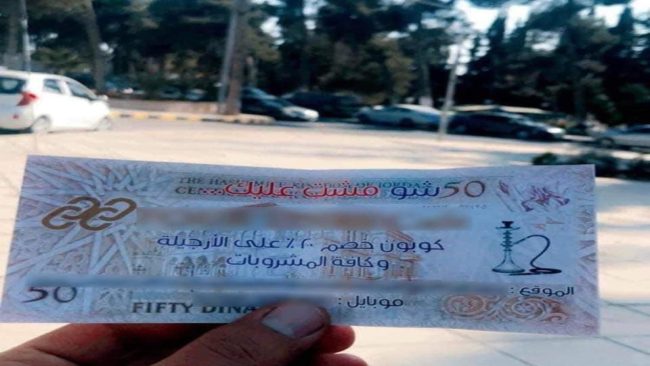 THE HASHEMITE KINGDOM OF JORDAN
شو مشت عليك 50
كوبون خصم ٢٠٪ على الأرجيلة
وكافة المشروبات
الموقع :
50 موبايل :
FIFTY DINA